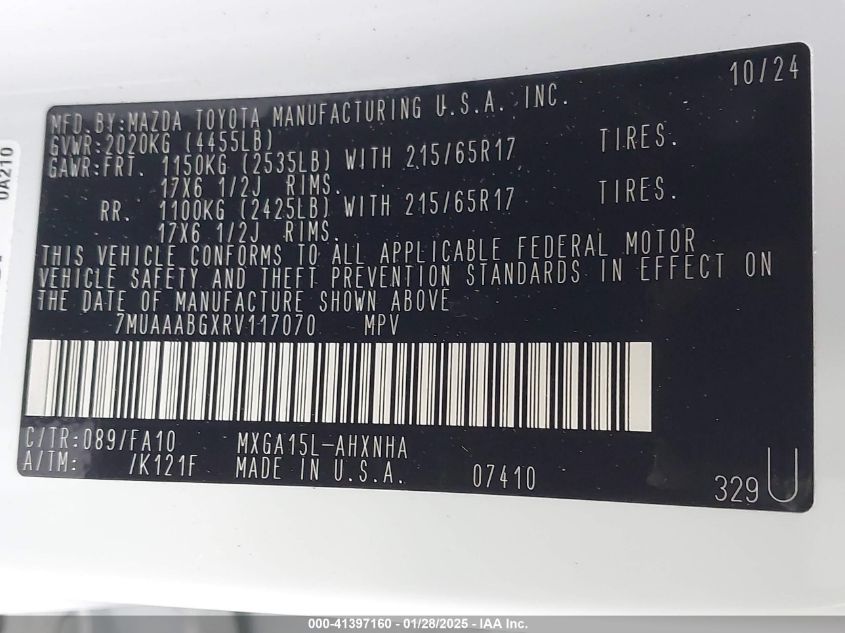 10/24
MFD.BY:MAZDA TOYOTA MANUFACTURING U.S.A. INC.
GVWR:2020KG (4455LB)
GAWR:FRT. 1150KG (2535LB) WITH 215/65R17 TIRES.
17X6 1/2J RIMS.
RR. 1100KG (2425LB) WITH 215/65R17 TIRES.
17X6 1/2J RIMS.
THIS VEHICLE CONFORMS TO ALL APPLICABLE FEDERAL MOTOR
VEHICLE SAFETY AND THEFT PREVENTION STANDARDS IN EFFECT ON
THE DATE OF MANUFACTURE SHOWN ABOVE
7MUAAABGXRV117070 MPV
C/TR:089/FA10 MXGA15L-AHXNHA
A/TM: /K121F MADE IN U.S.A. 07410 329 U
0A210
000-41397160 — 01/28/2025 — IAA Inc.